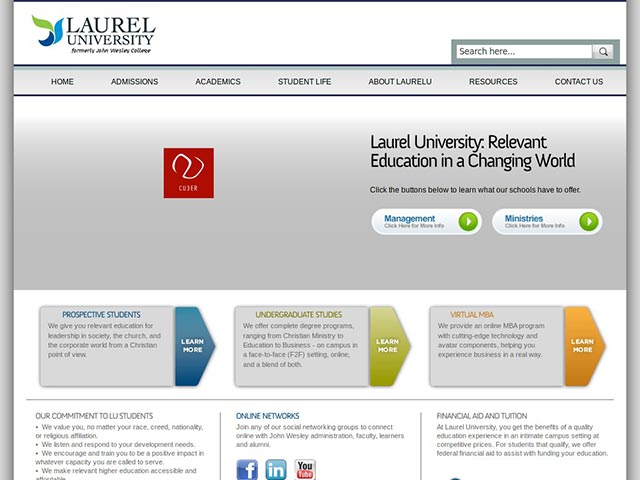 LAUREL
UNIVERSITY
formerly John Wesley College
Search here...
HOME ADMISSIONS ACADEMICS STUDENT LIFE ABOUT LAURELU RESOURCES CONTACT US
CU3ER
Laurel University: Relevant
Education in a Changing World
Click the buttons below to learn what our schools have to offer.
Management
Click Here for More Info
Ministries
Click Here for More Info
PROSPECTIVE STUDENTS
We give you relevant education for
leadership in society, the church, and
the corporate world from a Christian
point of view.
LEARN
MORE
UNDERGRADUATE STUDIES
We offer complete degree programs,
ranging from Christian Ministry to
Education to Business - on campus in
a face-to-face (F2F) setting, online,
and a blend of both.
LEARN
MORE
VIRTUAL MBA
We provide an online MBA program
with cutting-edge technology and
avatar components, helping you
experience business in a real way.
LEARN
MORE
OUR COMMITMENT TO LU STUDENTS
• We value you, no matter your race, creed, nationality,
or religious affiliation.
• We listen and respond to your development needs.
• We encourage and train you to be a positive impact in
whatever capacity you are called to serve.
• We make relevant higher education accessible and
affordable.
ONLINE NETWORKS
Join any of our social networking groups to connect
online with John Wesley administration, faculty, learners
and alumni.
f in You Tube
FINANCIAL AID AND TUITION
At Laurel University, you get the benefits of a quality
education experience in an intimate campus setting at
competitive prices. For students that qualify, we offer
federal financial aid to assist with funding your education.